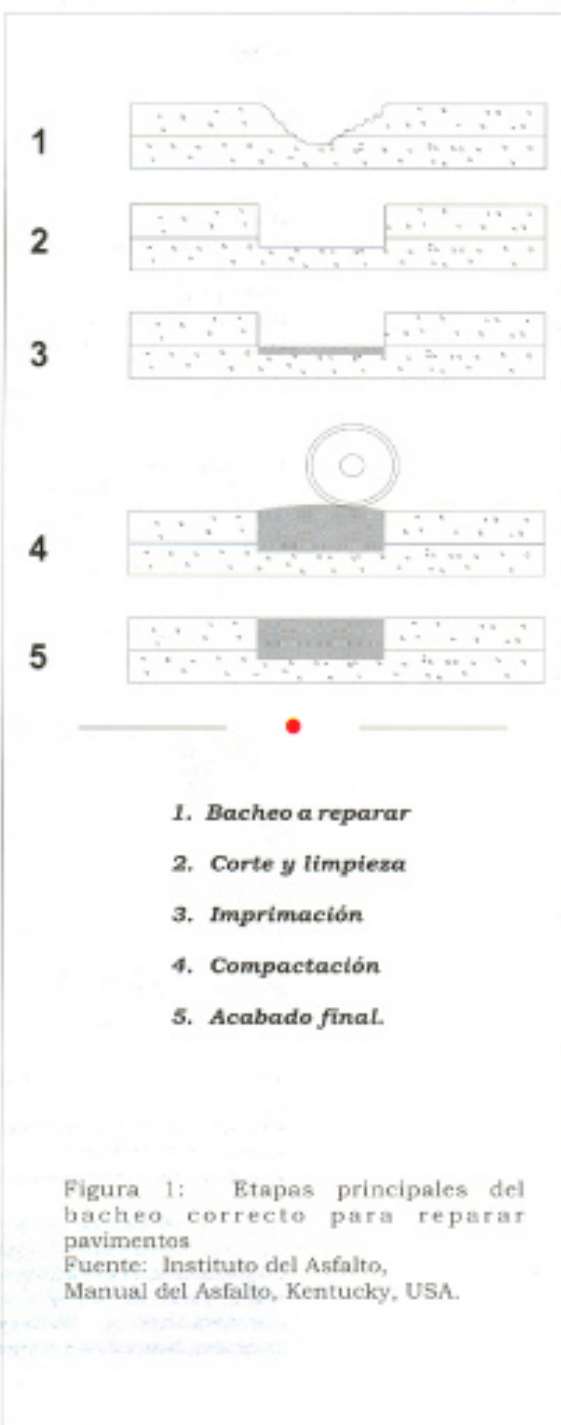 1
2
3
4
5
1. Bacheo a reparar
2. Corte y limpieza
3. Imprimación
4. Compactación
5. Acabado final.
Figura 1: Etapas principales del
bacheo correcto para reparar
pavimentos
Fuente: Instituto del Asfalto,
Manual del Asfalto, Kentucky, USA.